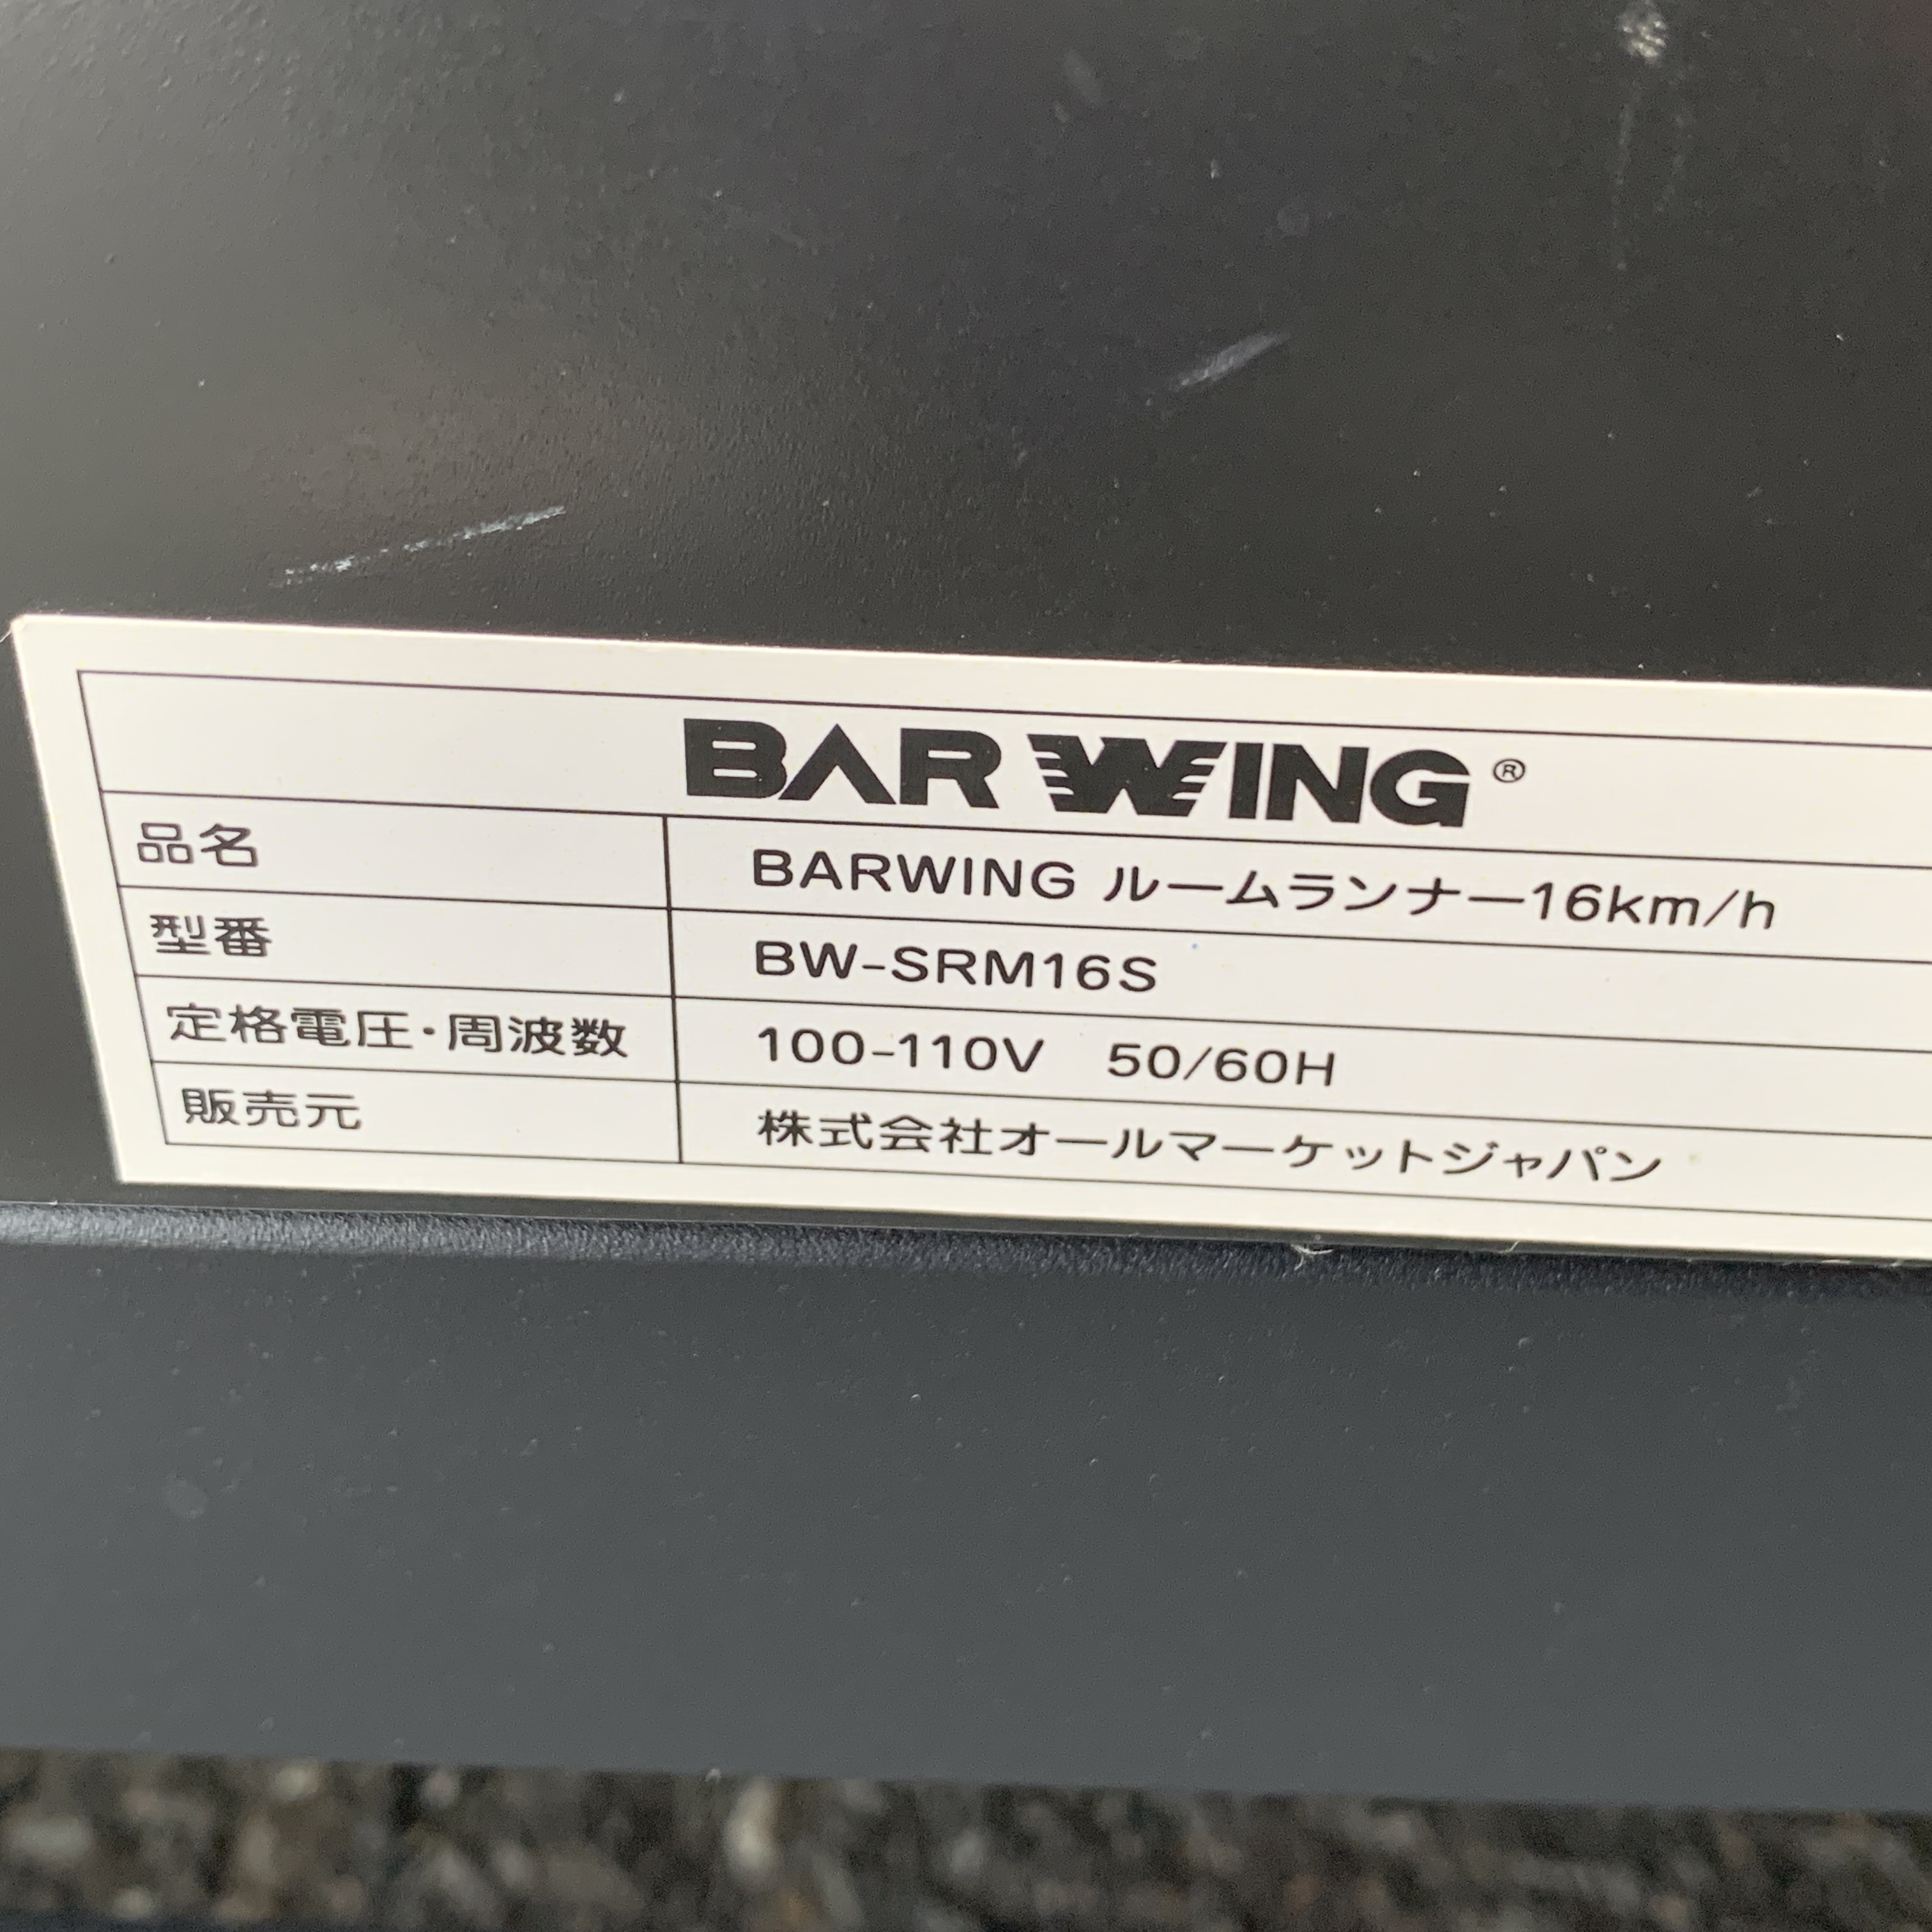 BARWING®
品名 BARWING ルームランナー16km/h
型番 BW-SRM16S
定格電圧・周波数 100-110V 50/60H
販売元 株式会社オールマーケットジャパン